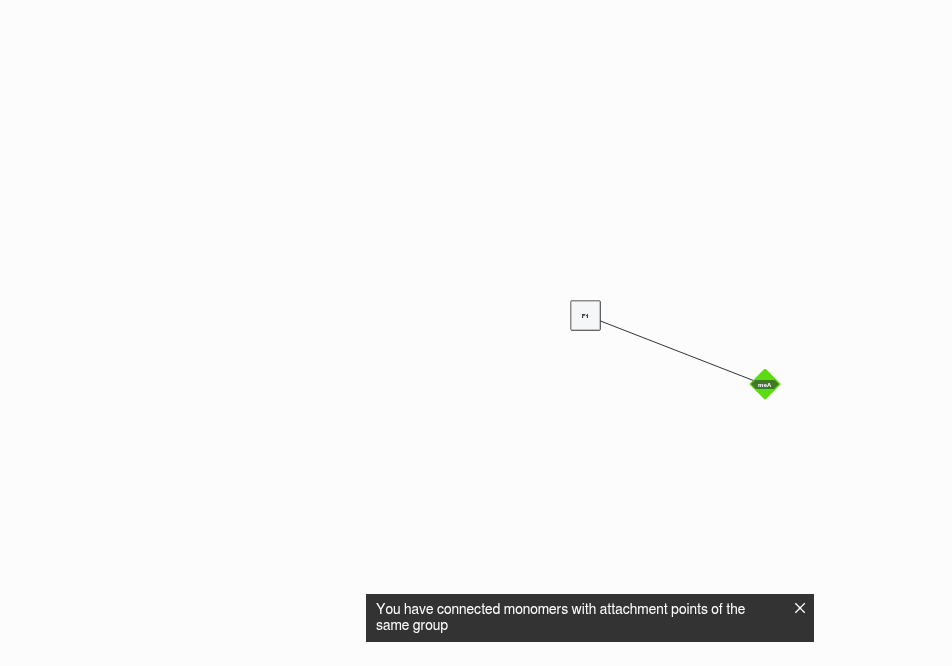 F1
meA
You have connected monomers with attachment points of the
same group